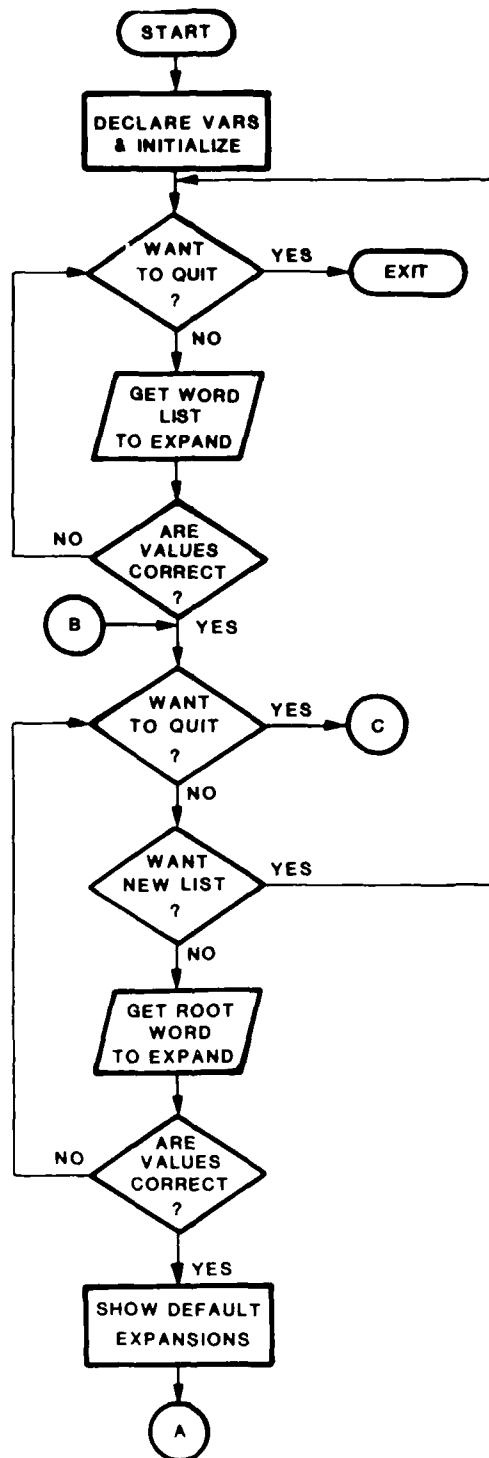 START
DECLARE VARS
& INITIALIZE
WANT
TO QUIT
?
YES
EXIT
NO
GET WORD
LIST
TO EXPAND
ARE
VALUES
CORRECT
?
NO
B
YES
WANT
TO QUIT
?
YES
C
NO
WANT
NEW LIST
?
YES
NO
GET ROOT
WORD
TO EXPAND
ARE
VALUES
CORRECT
?
NO
YES
SHOW DEFAULT
EXPANSIONS
A